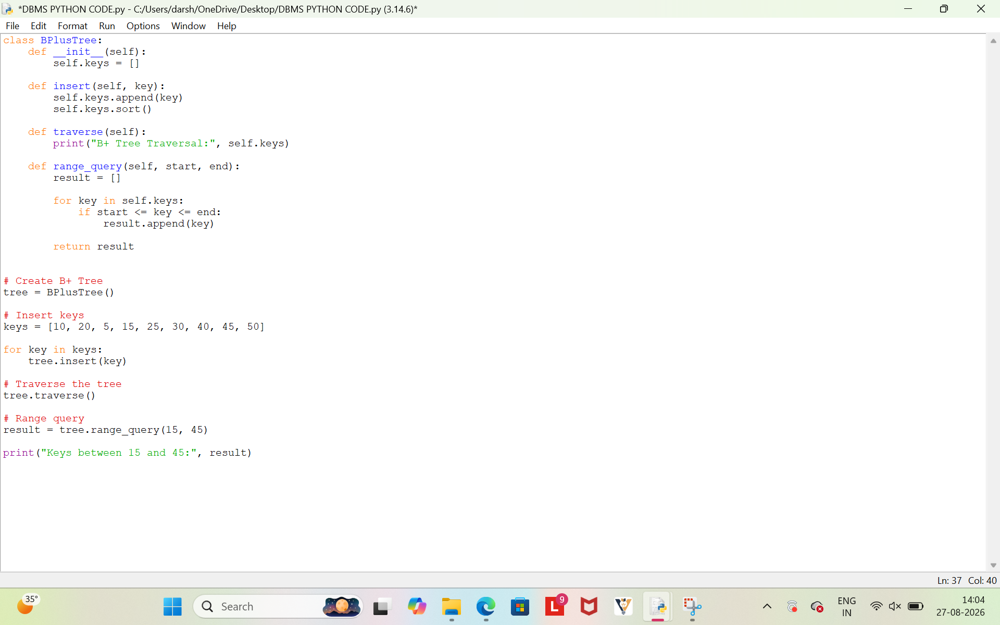 *DBMS PYTHON CODE.py - C:/Users/darsh/OneDrive/Desktop/DBMS PYTHON CODE.py (3.14.6)*
File Edit Format Run Options Window Help
class BPlusTree:
    def __init__(self):
        self.keys = []

    def insert(self, key):
        self.keys.append(key)
        self.keys.sort()

    def traverse(self):
        print("B+ Tree Traversal:", self.keys)

    def range_query(self, start, end):
        result = []

        for key in self.keys:
            if start <= key <= end:
                result.append(key)

        return result


# Create B+ Tree
tree = BPlusTree()

# Insert keys
keys = [10, 20, 5, 15, 25, 30, 40, 45, 50]

for key in keys:
    tree.insert(key)

# Traverse the tree
tree.traverse()

# Range query
result = tree.range_query(15, 45)

print("Keys between 15 and 45:", result)
Ln: 37 Col: 40
35°
Search
L
9
ENG
IN
14:04
27-08-2026